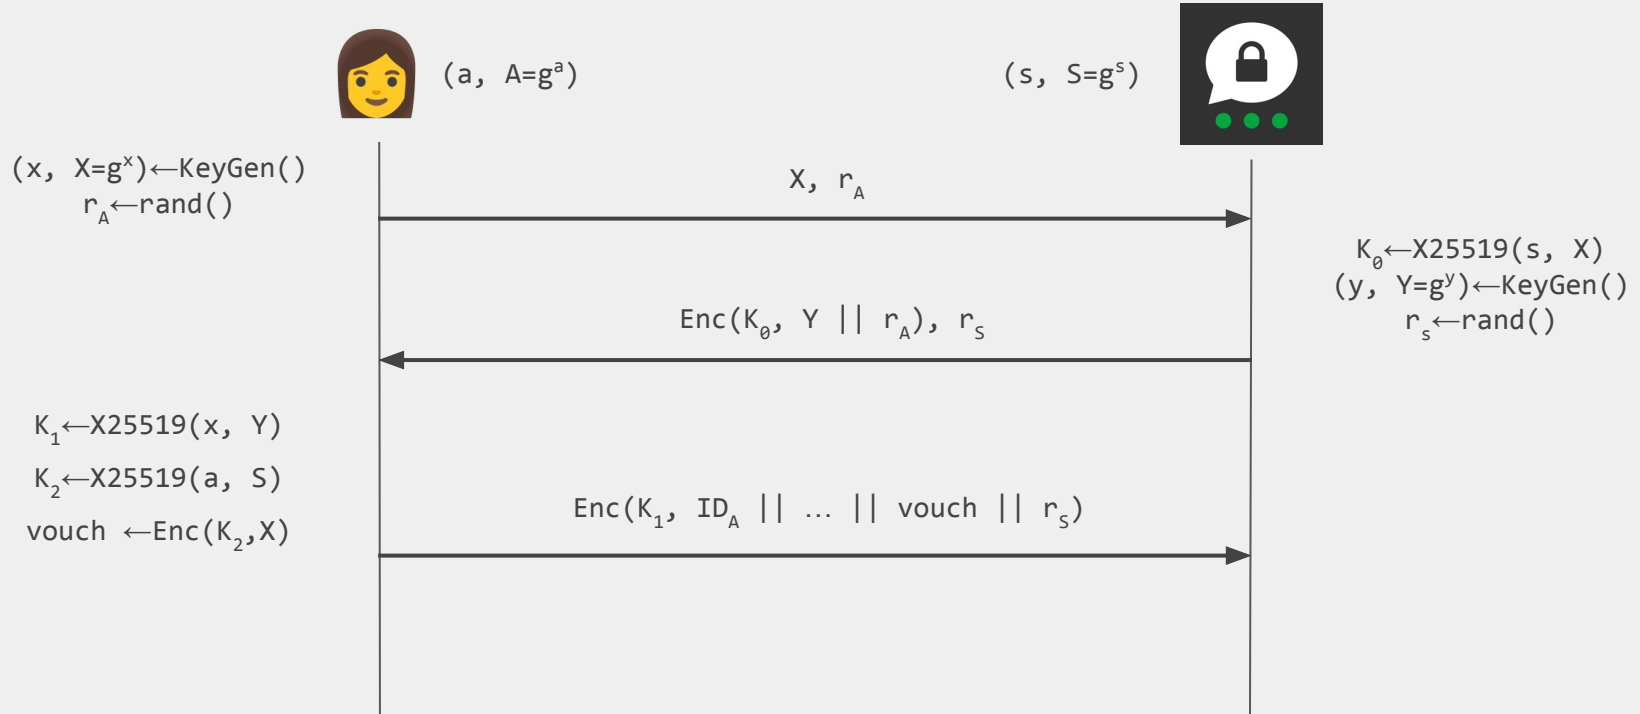 (a, A=gᵃ)
(s, S=gˢ)
(x, X=gˣ)←KeyGen()
r_A←rand()
X, r_A
K₀←X25519(s, X)
(y, Y=gʸ)←KeyGen()
r_s←rand()
Enc(K₀, Y || r_A), r_S
K₁←X25519(x, Y)
K₂←X25519(a, S)
vouch ←Enc(K₂,X)
Enc(K₁, ID_A || … || vouch || r_S)